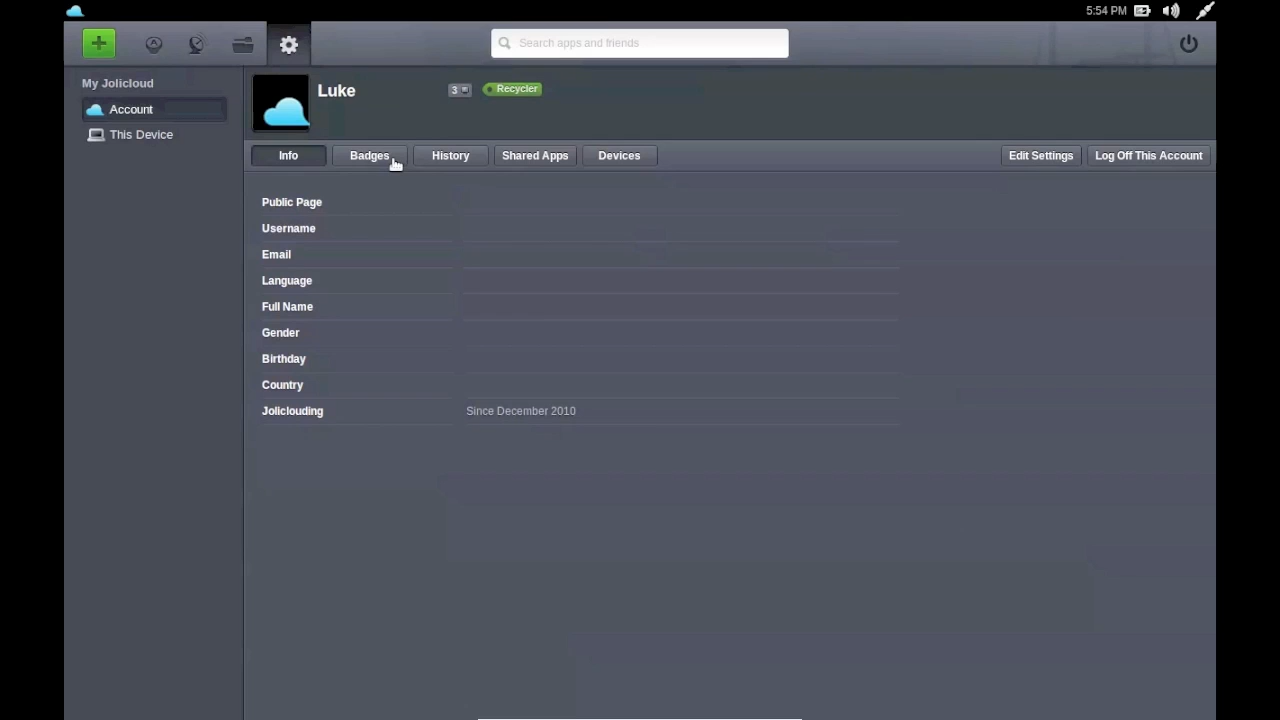 5:54 PM
Search apps and friends
My Jolicloud
Account
This Device
Luke
3
Recycler
Info
Badges
History
Shared Apps
Devices
Edit Settings
Log Off This Account
Public Page
Username
Email
Language
Full Name
Gender
Birthday
Country
Joliclouding Since December 2010